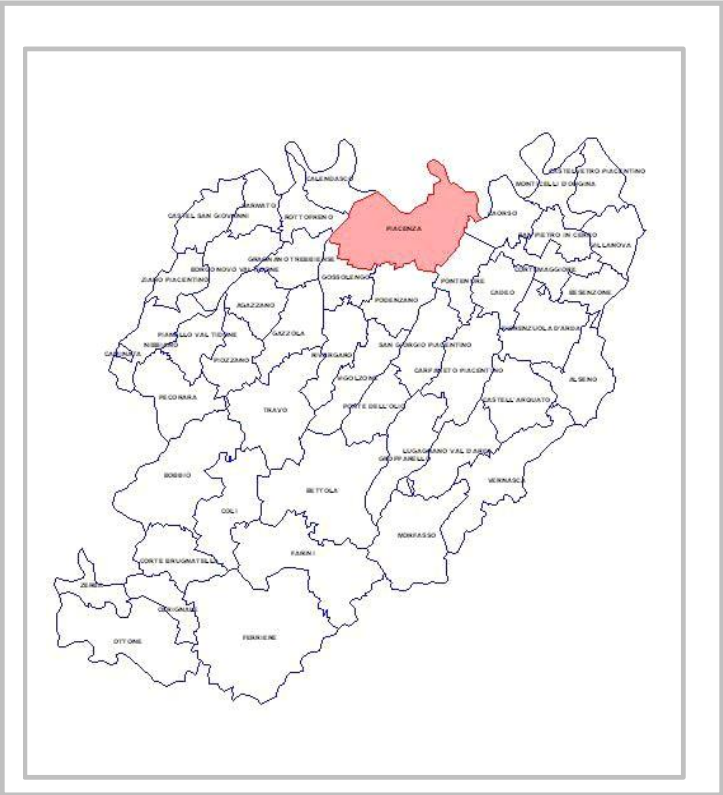 CASTELVETRO PIACENTINO
CALENDASCO
MONTICELLI D'ONGINA
SARMATO
CASTEL SAN GIOVANNI
ROTTOFRENO
CAORSO
PIACENZA
SAN PIETRO IN CERRO
VILLANOVA
GRAGNANO TREBBIENSE
BORGONOVO VAL TIDONE
CORTEMAGGIORE
ZIANO PIACENTINO
GOSSOLENGO
PONTENURE
CADEO
BESENZONE
PODENZANO
AGAZZANO
FIORENZUOLA D'ARDA
PIANELLO VAL TIDONE
GAZZOLA
NIBBIANO
SAN GIORGIO PIACENTINO
CAMINATA
RIVERGARO
PIOZZANO
CARPANETO PIACENTINO
VIGOLZONE
ALSENO
PECORARA
CASTELL'ARQUATO
PONTE DELL'OLIO
TRAVO
LUGAGNANO VAL D'ARDA
GROPPARELLO
BOBBIO
VERNASCA
BETTOLA
COLI
MORFASSO
FARINI
CORTE BRUGNATELLA
ZERBA
CERIGNALE
FERRIERE
OTTONE